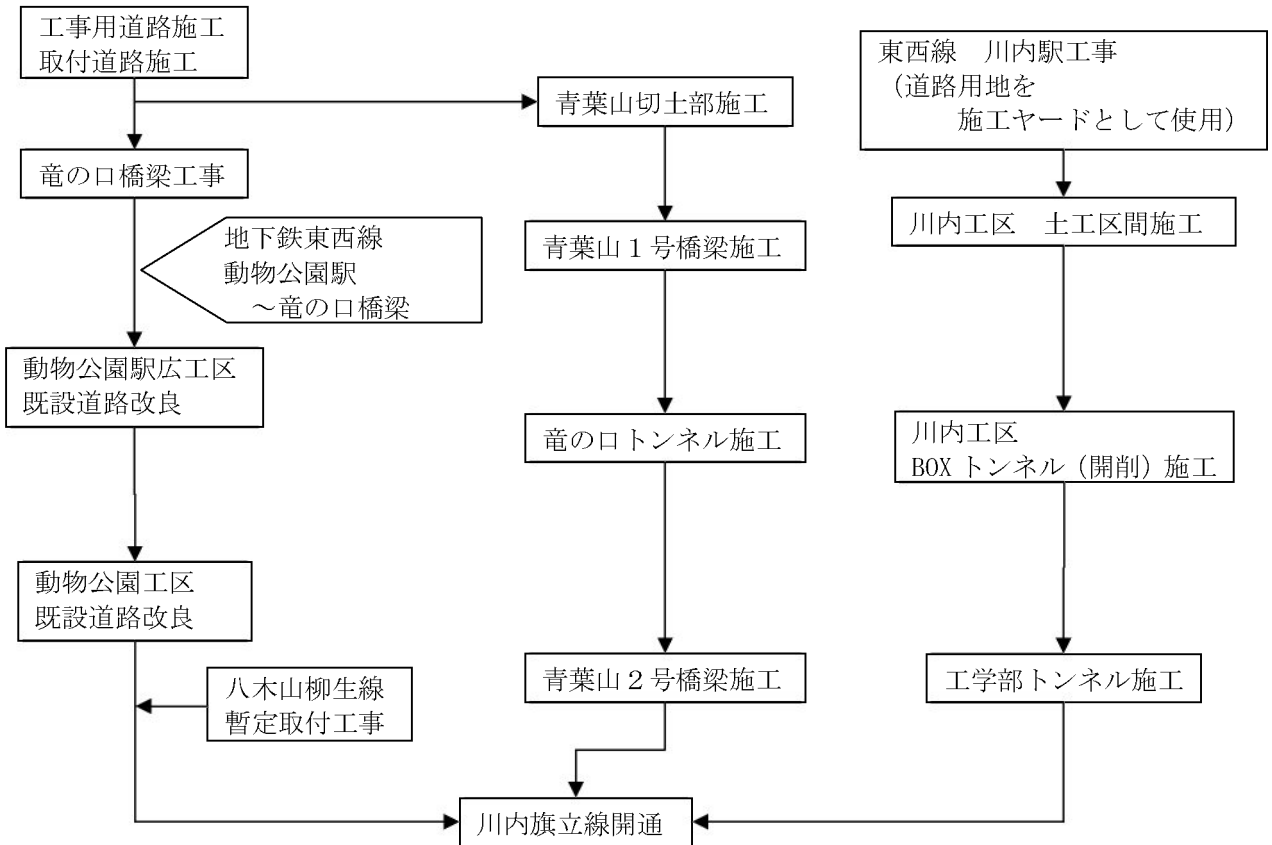 工事用道路施工
取付道路施工
竜の口橋梁工事
地下鉄東西線
動物公園駅
～竜の口橋梁
動物公園駅広工区
既設道路改良
動物公園工区
既設道路改良
八木山柳生線
暫定取付工事
青葉山切土部施工
青葉山１号橋梁施工
竜の口トンネル施工
青葉山２号橋梁施工
東西線　川内駅工事
（道路用地を
施工ヤードとして使用）
川内工区　土工区間施工
川内工区
BOX トンネル（開削）施工
工学部トンネル施工
川内旗立線開通